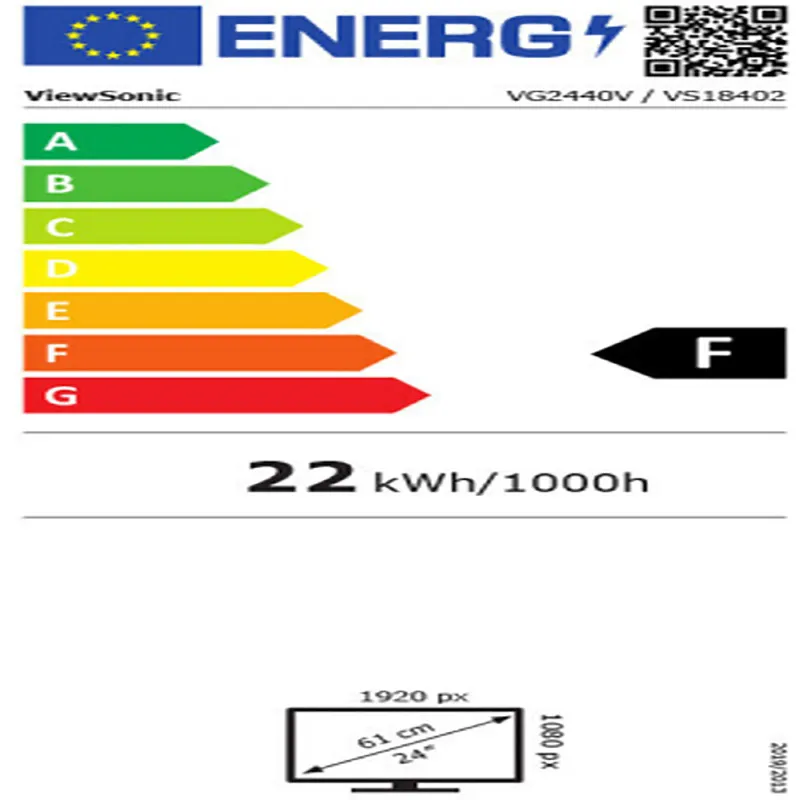 ENERG
ViewSonic
VG2440V / VS18402
A
B
C
D
E
F
G
F
22 kWh/1000h
1920 px
1080 px
61 cm
24"
2019/2013